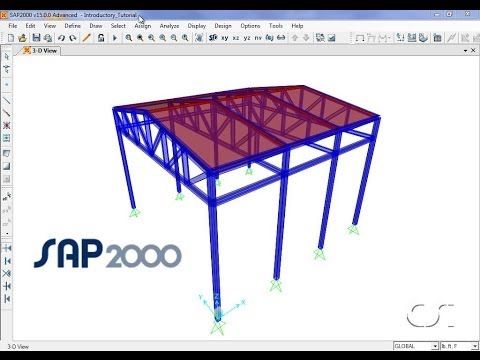 SAP2000 v15.0.0 Advanced - Introductory_Tutorial
File Edit View Define Draw Select Assign Analyze Display Design Options Tools Help
xy xz yz nv
3-D View
Z
Y X
SAP2000
CSI
3-D View GLOBAL lb, ft, F